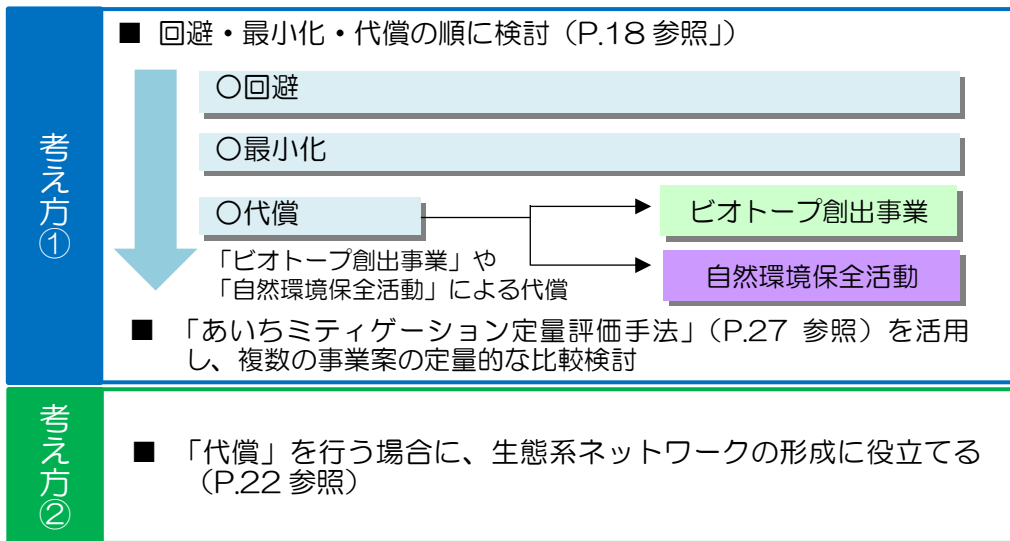 考え方①
■ 回避・最小化・代償の順に検討（P.18 参照」）
〇回避
〇最小化
〇代償
ビオトープ創出事業
「ビオトープ創出事業」や
「自然環境保全活動」による代償
自然環境保全活動
■ 「あいちミティゲーション定量評価手法」（P.27 参照）を活用
し、複数の事業案の定量的な比較検討
考え方②
■ 「代償」を行う場合に、生態系ネットワークの形成に役立てる
（P.22 参照）